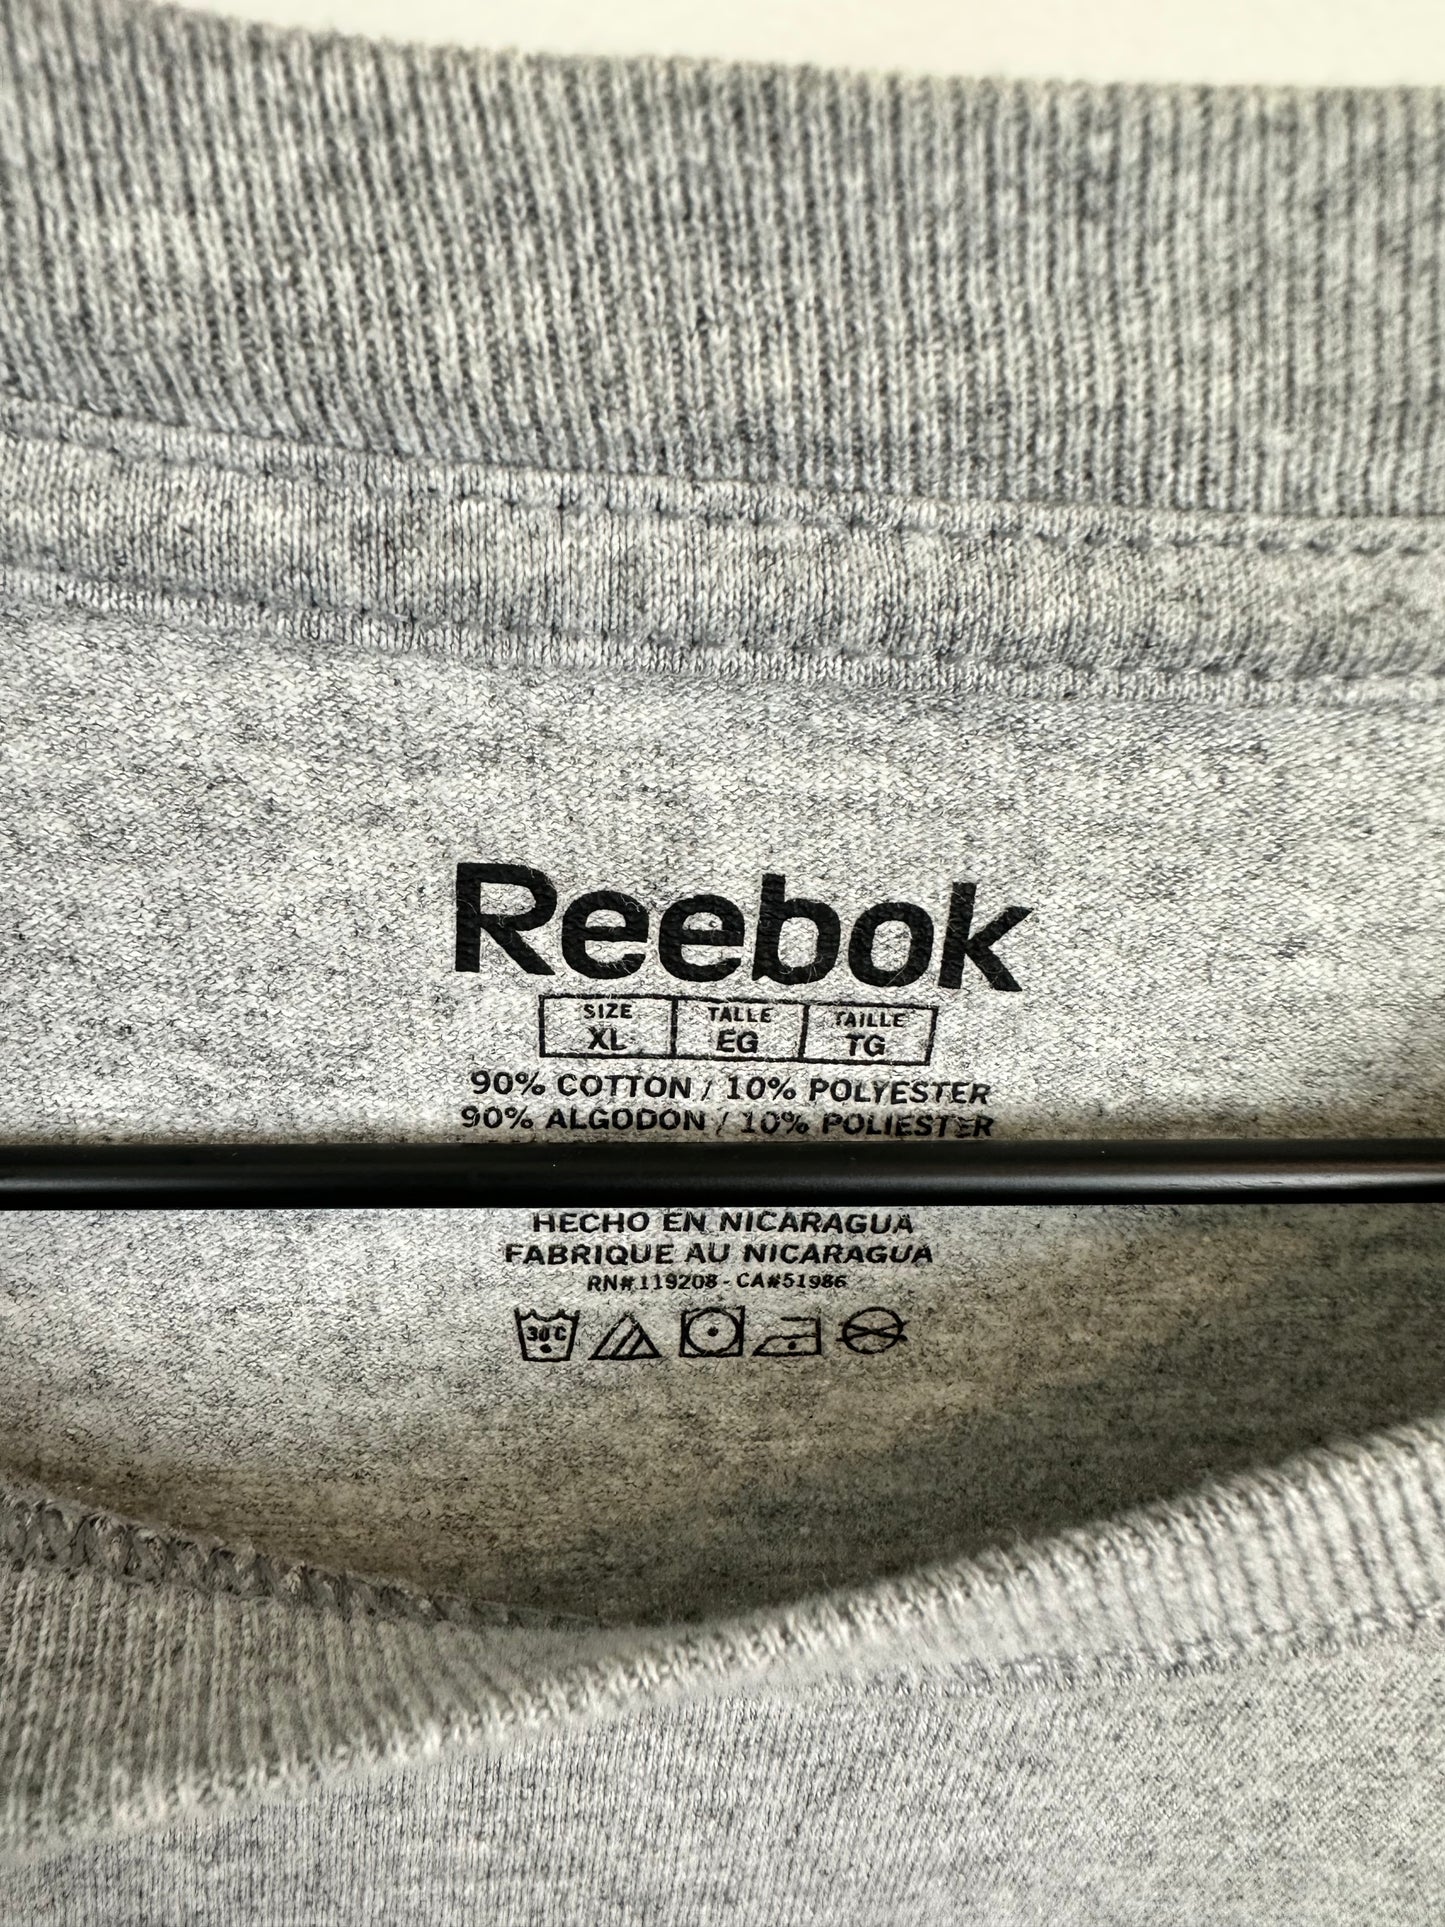 Reebok
SIZE TALLE TAILLE
XL EG TG
90% COTTON / 10% POLYESTER
90% ALGODON / 10% POLIESTER
HECHO EN NICARAGUA
FABRIQUE AU NICARAGUA
RN#119208 - CA#51986
30°C